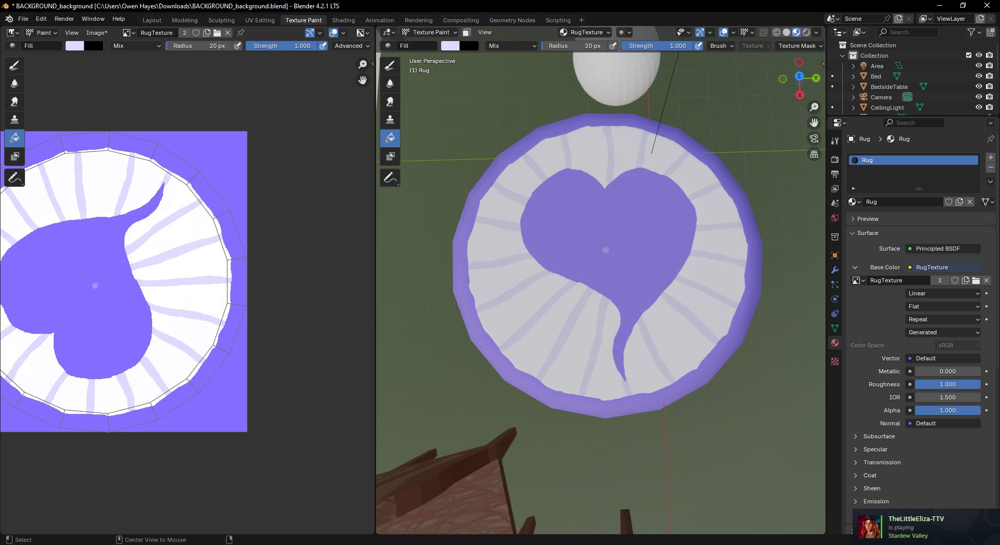 * BACKGROUND_background [C:\Users\Owen Hayes\Downloads\BACKGROUND_background.blend] - Blender 4.2.1 LTS
File Edit Render Window Help
Layout Modeling Sculpting UV Editing Texture Paint Shading Animation Rendering Compositing Geometry Nodes Scripting +
Scene ViewLayer
Paint View Image* RugTexture 2
Texture Paint View RugTexture
Search
Fill Mix Radius 20 px Strength 1.000 Advanced
Fill Mix Radius 20 px Strength 1.000 Brush Texture Texture Mask
Scene Collection
Collection
Area
Bed
BedsideTable
Camera
CeilingLight
User Perspective
(1) Rug
Z
Y
X
Search
Rug > Rug
Rug
Rug
Preview
Surface
Surface Principled BSDF
Base Color RugTexture
RugTexture 2
Linear
Flat
Repeat
Generated
Color Space sRGB
Vector Default
Metallic 0.000
Roughness 1.000
IOR 1.500
Alpha 1.000
Normal Default
Subsurface
Specular
Transmission
Coat
Sheen
Emission
TheLittleEliza-TTV
is playing
Stardew Valley
Select Center View to Mouse